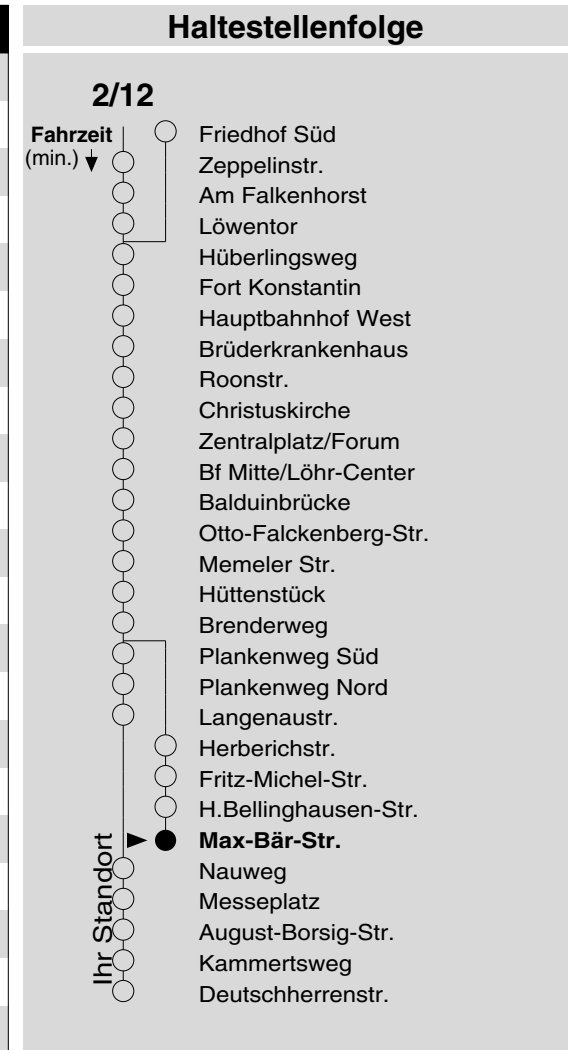 Haltestellenfolge
2/12
Fahrzeit
(min.)
Friedhof Süd
Zeppelinstr.
Am Falkenhorst
Löwentor
Hüberlingsweg
Fort Konstantin
Hauptbahnhof West
Brüderkrankenhaus
Roonstr.
Christuskirche
Zentralplatz/Forum
Bf Mitte/Löhr-Center
Balduinbrücke
Otto-Falckenberg-Str.
Memeler Str.
Hüttenstück
Brenderweg
Plankenweg Süd
Plankenweg Nord
Langenaustr.
Herberichstr.
Fritz-Michel-Str.
H.Bellinghausen-Str.
Max-Bär-Str.
Nauweg
Messeplatz
August-Borsig-Str.
Kammertsweg
Deutschherrenstr.
Ihr Standort